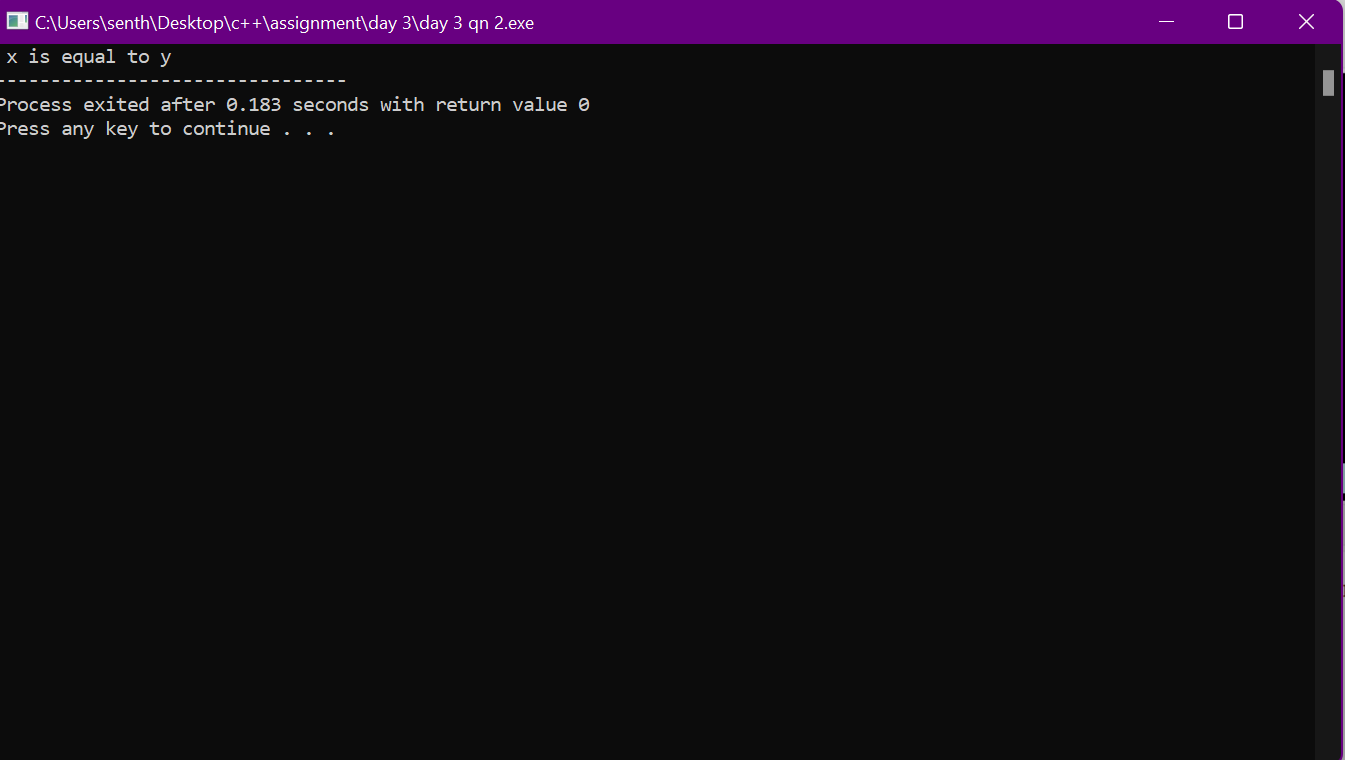 C:\Users\senth\Desktop\c++\assignment\day 3\day 3 qn 2.exe
x is equal to y
--------------------------------
Process exited after 0.183 seconds with return value 0
Press any key to continue . . .